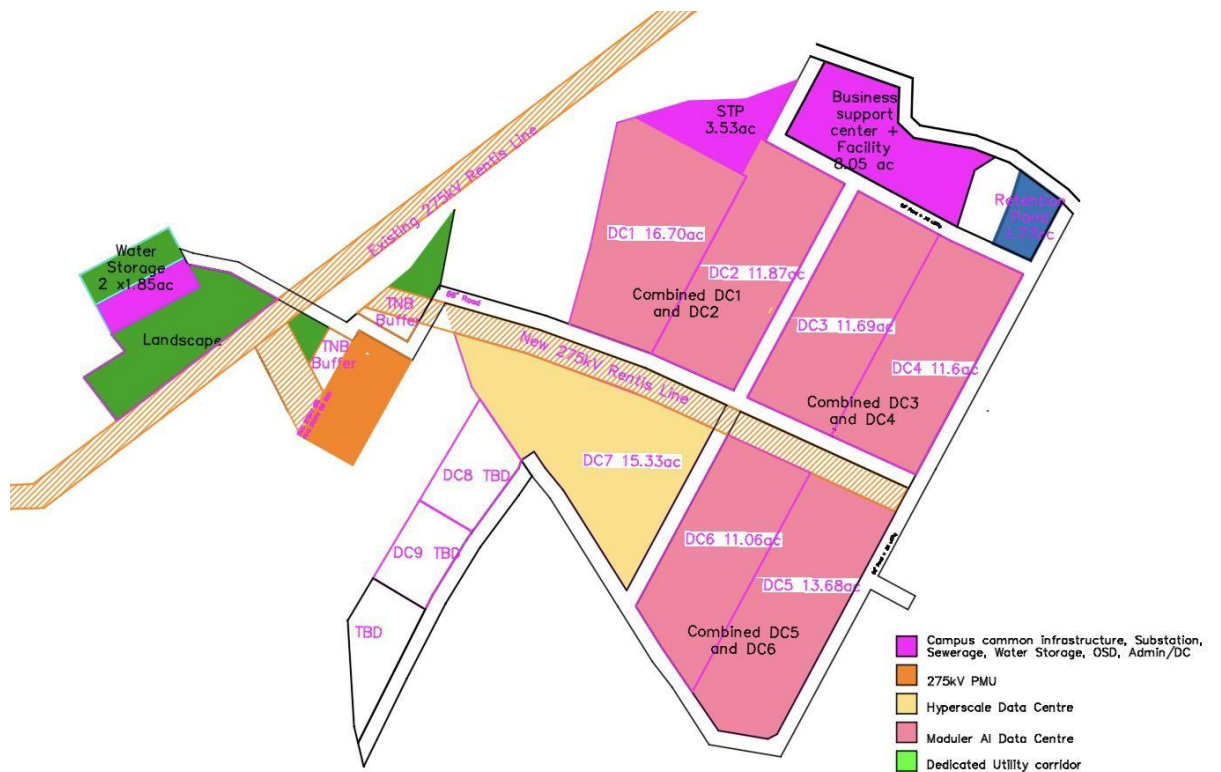 Existing 275kV Rentis Line
STP
3.53ac
Business
support
center +
Facility
8.05 ac
Retention
Pond
Water
Storage
2 x1.85ac
Landscape
TNB
Buffer
TNB
Buffer
66" Road
New 275kV Rentis Line
DC1 16.70ac
DC2 11.87ac
Combined DC1
and DC2
DC3 11.69ac
DC4 11.6ac
Combined DC3
and DC4
DC7 15.33ac
DC8 TBD
DC9 TBD
TBD
DC6 11.06ac
DC5 13.68ac
Combined DC5
and DC6
Campus common infrastructure, Substation,
Sewerage, Water Storage, OSD, Admin/DC
275kV PMU
Hyperscale Data Centre
Moduler AI Data Centre
Dedicated Utility corridor